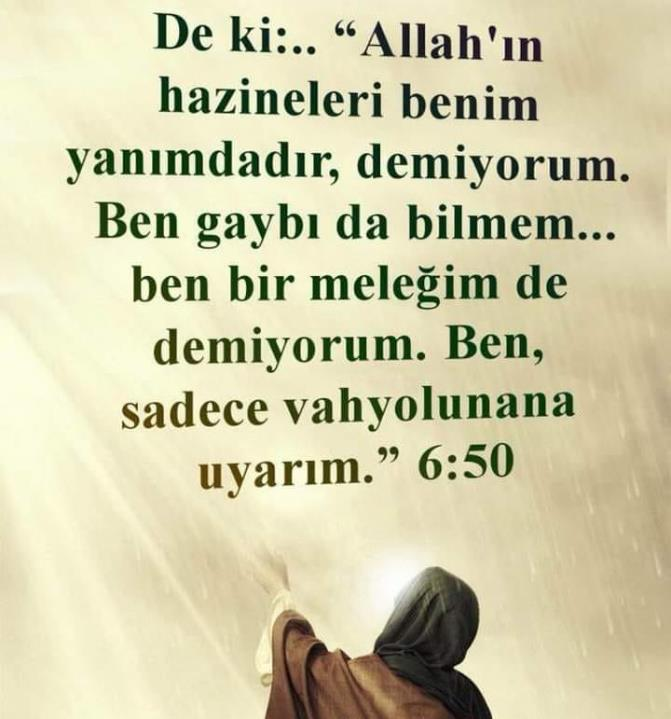 De ki:.. “Allah'ın
hazineleri benim
yanımdadır, demiyorum.
Ben gaybı da bilmem...
ben bir meleğim de
demiyorum. Ben,
sadece vahyolunana
uyarım.” 6:50